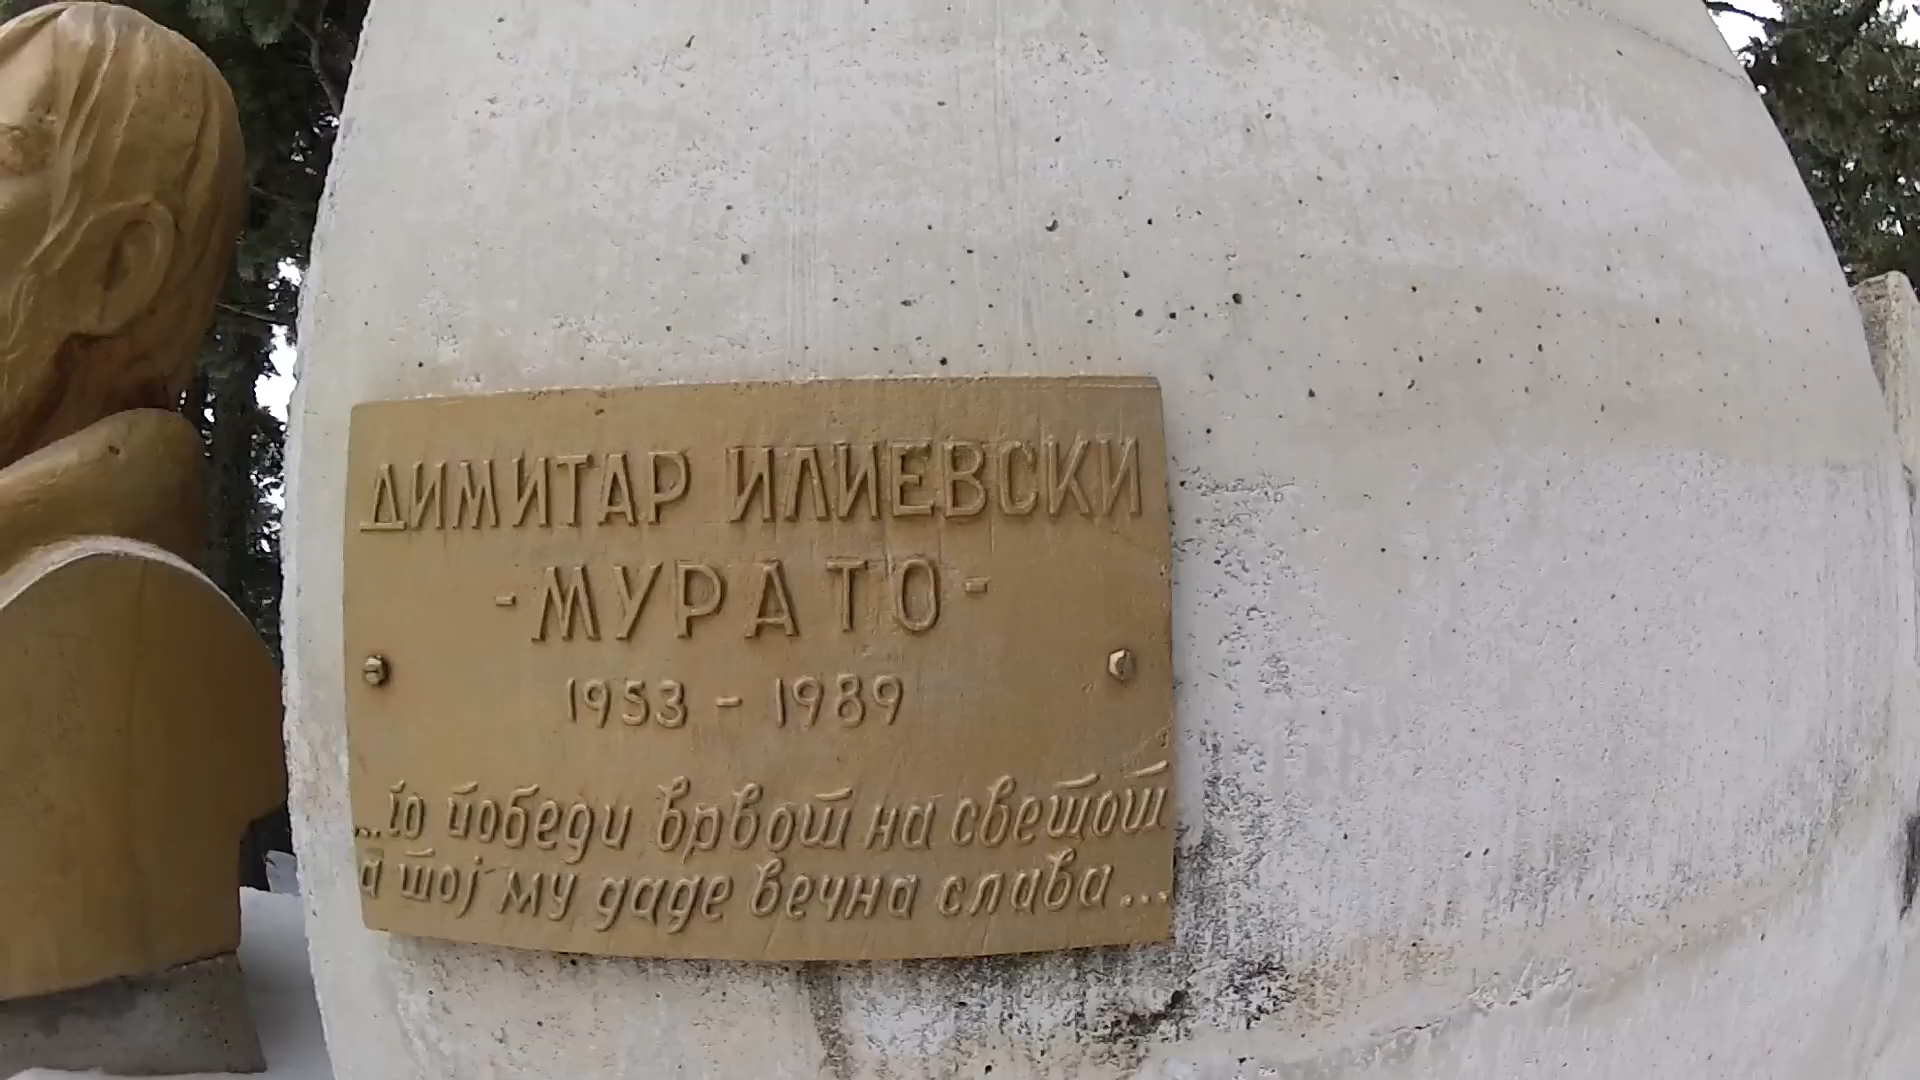 ДИМИТАР ИЛИЕВСКИ
-МУРАТО-
1953 - 1989
...го победи врвот на светот
а тој му даде вечна слава...